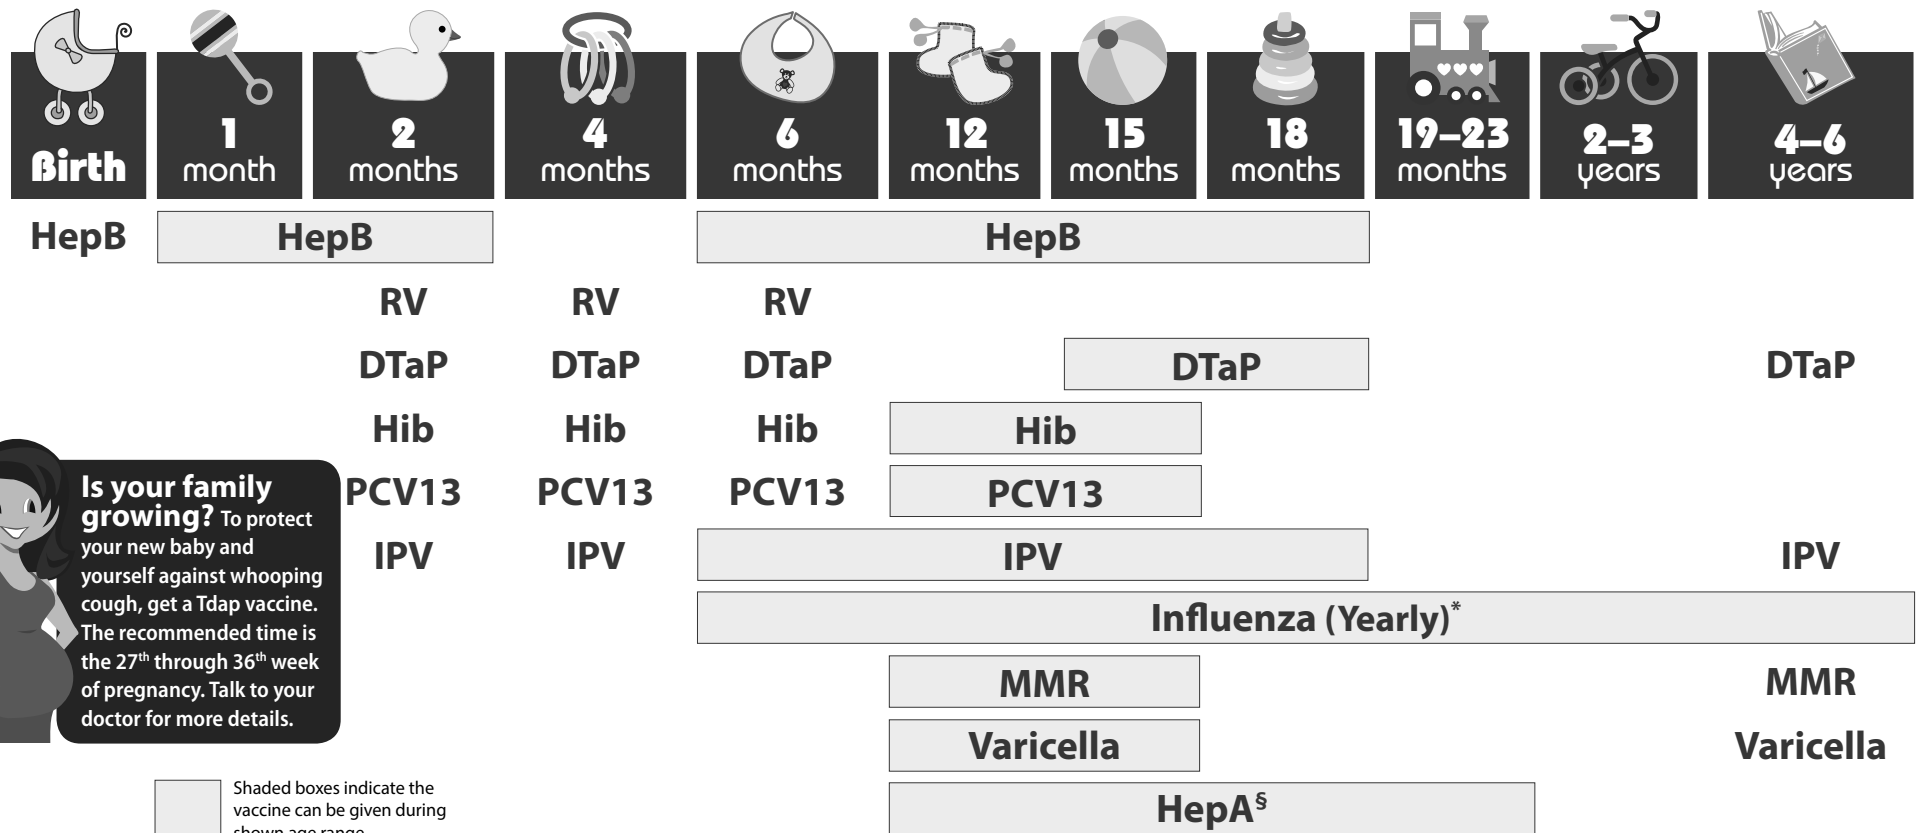 Birth
1
month
2
months
4
months
6
months
12
months
15
months
18
months
19–23
months
2–3
years
4–6
years
HepB HepB HepB
RV RV RV
DTaP DTaP DTaP DTaP DTaP
Hib Hib Hib Hib
PCV13 PCV13 PCV13 PCV13
IPV IPV IPV IPV
Influenza (Yearly)*
MMR MMR
Varicella Varicella
HepA§
Is your family
growing? To protect
your new baby and
yourself against whooping
cough, get a Tdap vaccine.
The recommended time is
the 27th through 36th week
of pregnancy. Talk to your
doctor for more details.
Shaded boxes indicate the
vaccine can be given during
shown age range